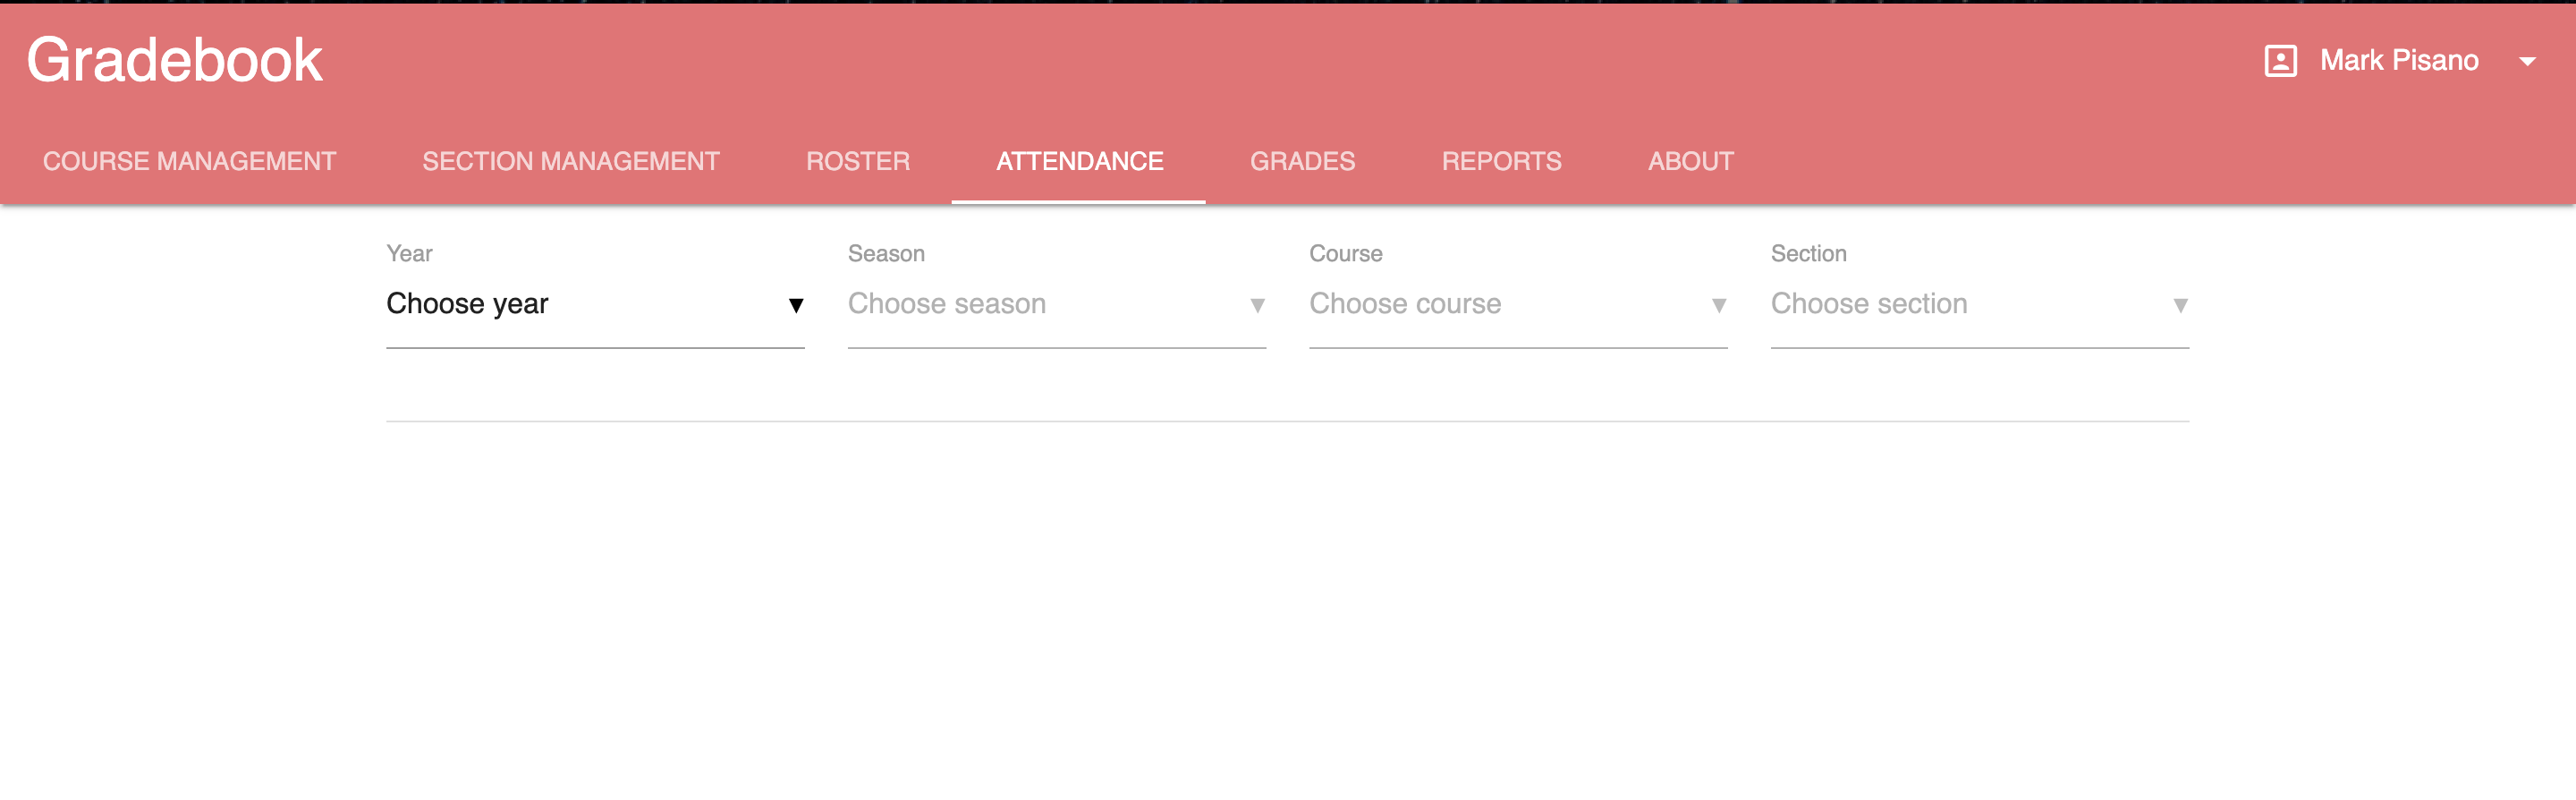 Gradebook
Mark Pisano
COURSE MANAGEMENT SECTION MANAGEMENT ROSTER ATTENDANCE GRADES REPORTS ABOUT
Year Season Course Section
Choose year Choose season Choose course Choose section